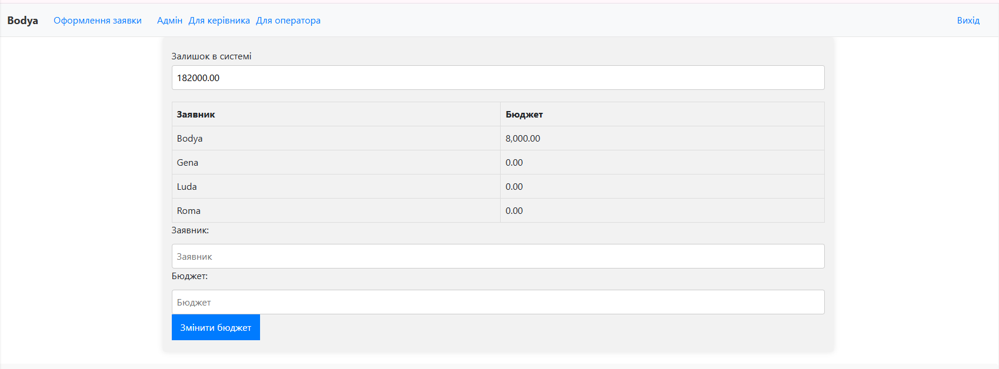 Bodya Оформлення заявки Адмін Для керівника Для оператора Вихід
Залишок в системі
182000.00
Заявник Бюджет
Bodya 8,000.00
Gena 0.00
Luda 0.00
Roma 0.00
Заявник:
Заявник
Бюджет:
Бюджет
Змінити бюджет